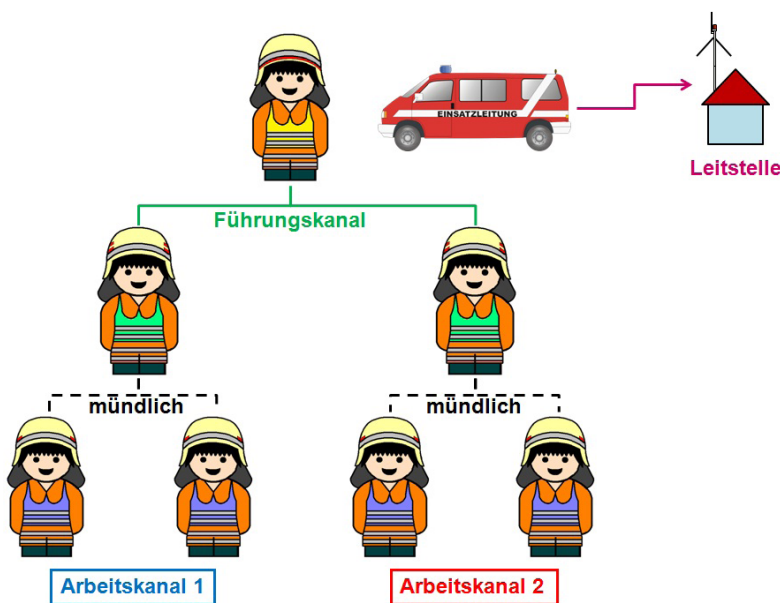 EINSATZLEITUNG
Leitstelle
Führungskanal
mündlich
mündlich
Arbeitskanal 1
Arbeitskanal 2